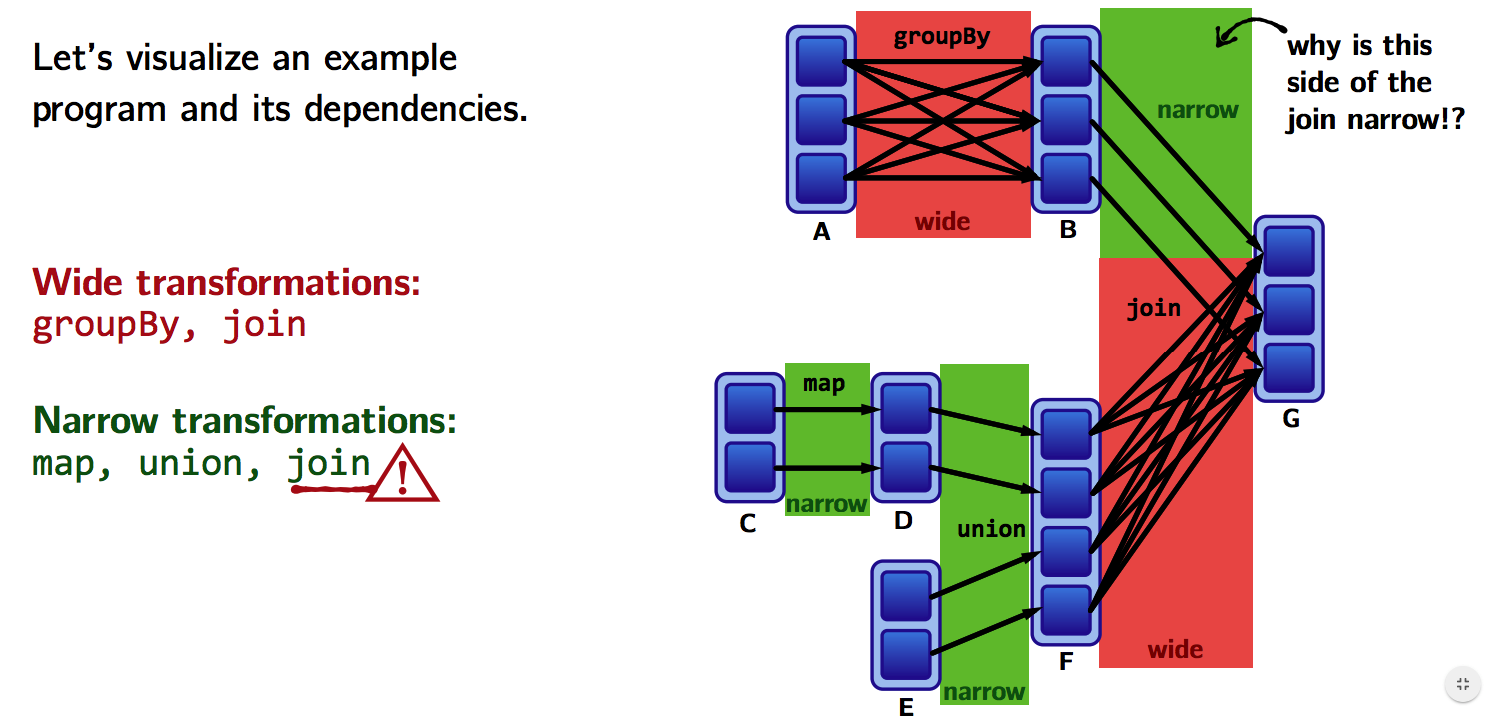 Let's visualize an example
program and its dependencies.
Wide transformations:
groupBy, join
Narrow transformations:
map, union, join
!
groupBy
wide
A
B
narrow
why is this
side of the
join narrow!?
join
wide
G
map
narrow
C
D
union
narrow
E
F